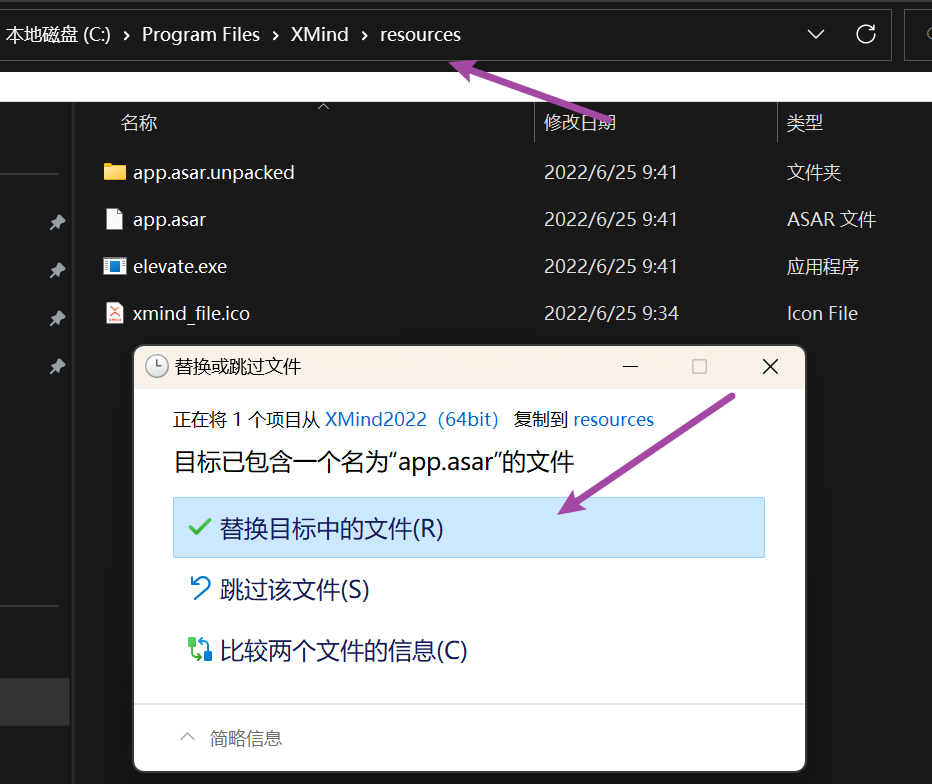 本地磁盘 (C:) › Program Files › XMind › resources
名称 修改日期 类型
app.asar.unpacked 2022/6/25 9:41 文件夹
app.asar 2022/6/25 9:41 ASAR 文件
elevate.exe 2022/6/25 9:41 应用程序
xmind_file.ico 2022/6/25 9:34 Icon File
替换或跳过文件
正在将 1 个项目从 XMind2022（64bit） 复制到 resources
目标已包含一个名为“app.asar”的文件
替换目标中的文件(R)
跳过该文件(S)
比较两个文件的信息(C)
简略信息